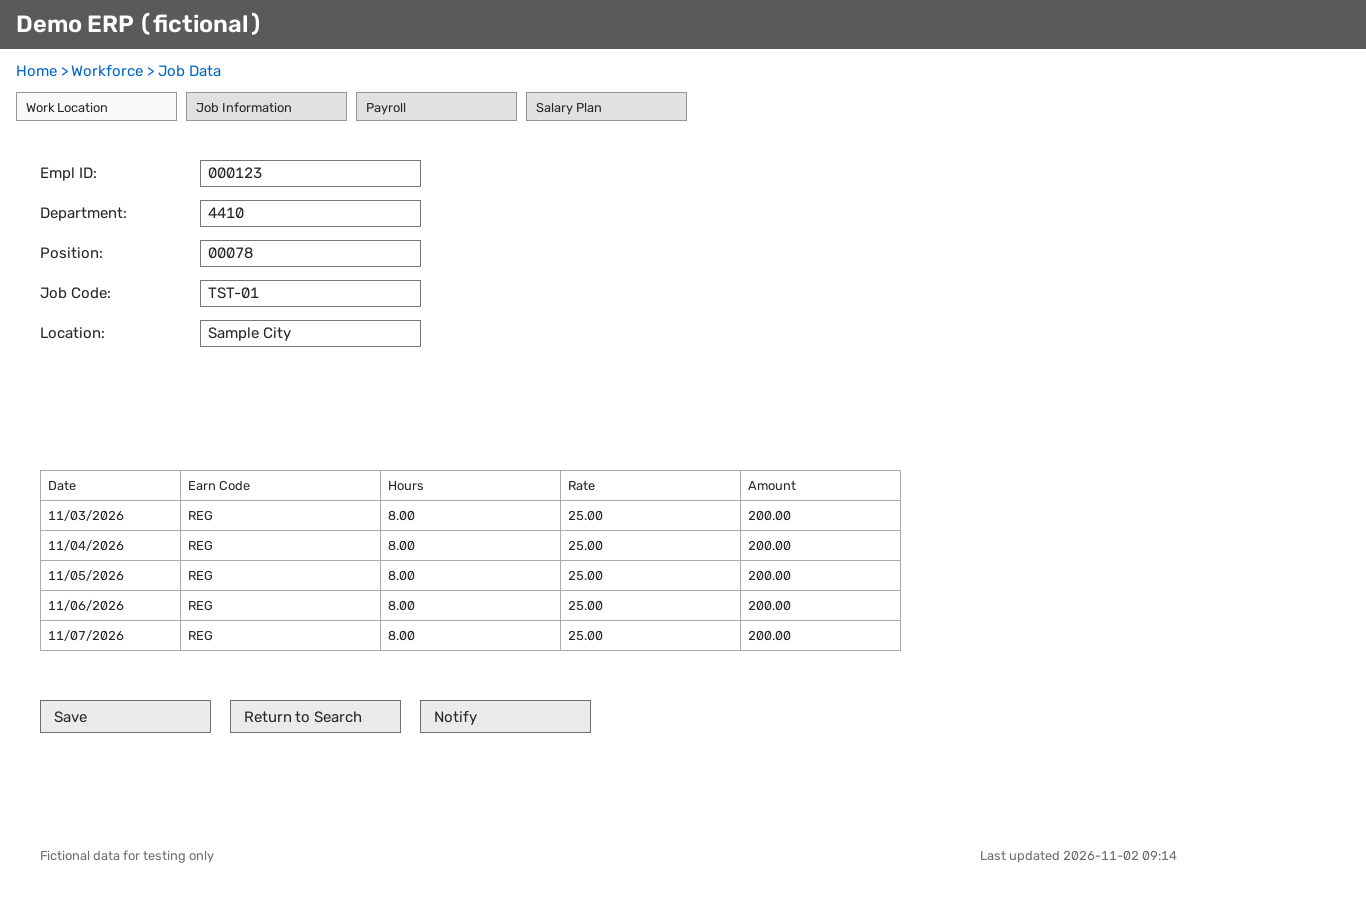 Demo ERP (fictional)
Home > Workforce > Job Data
Work Location Job Information Payroll Salary Plan
Empl ID: 000123
Department: 4410
Position: 00078
Job Code: TST-01
Location: Sample City
Date Earn Code Hours Rate Amount
11/03/2026 REG 8.00 25.00 200.00
11/04/2026 REG 8.00 25.00 200.00
11/05/2026 REG 8.00 25.00 200.00
11/06/2026 REG 8.00 25.00 200.00
11/07/2026 REG 8.00 25.00 200.00
Save Return to Search Notify
Fictional data for testing only Last updated 2026-11-02 09:14